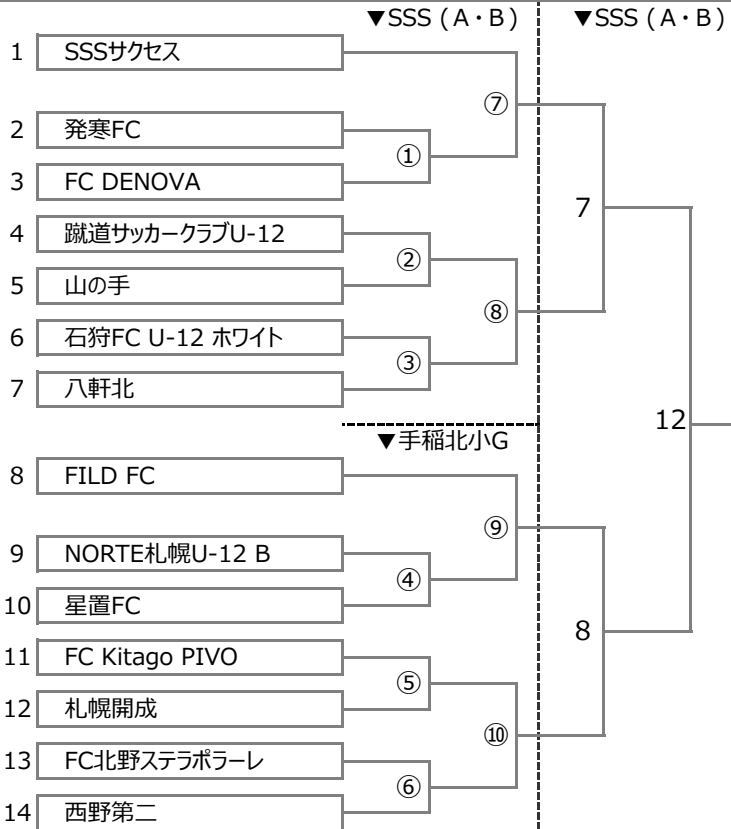 ▼SSS（A・B） ▼SSS（A・B）
1 SSSサクセス
⑦
2 発寒FC
①
3 FC DENOVA
7
4 蹴道サッカークラブU-12
②
5 山の手
⑧
6 石狩FC U-12 ホワイト
③
7 八軒北
12
▼手稲北小G
8 FILD FC
⑨
9 NORTE札幌U-12 B
④
10 星置FC
8
11 FC Kitago PIVO
⑤
12 札幌開成
⑩
13 FC北野ステラポラーレ
⑥
14 西野第二